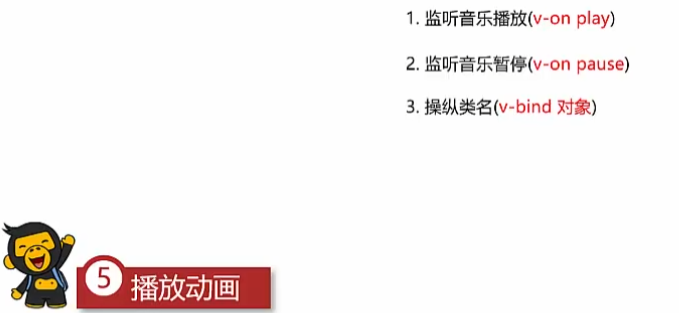 1. 监听音乐播放(v-on play)
2. 监听音乐暂停(v-on pause)
3. 操纵类名(v-bind 对象)
5 播放动画